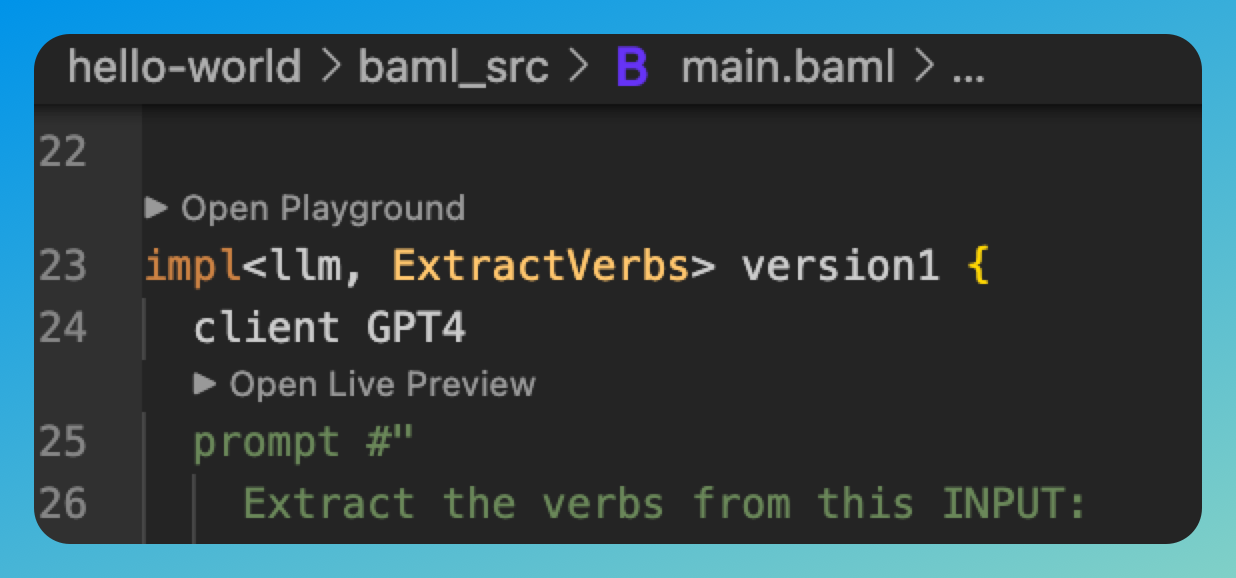 hello-world > baml_src > B main.baml > ...
22
▶ Open Playground
23 impl<llm, ExtractVerbs> version1 {
24 client GPT4
▶ Open Live Preview
25 prompt #"
26 Extract the verbs from this INPUT: